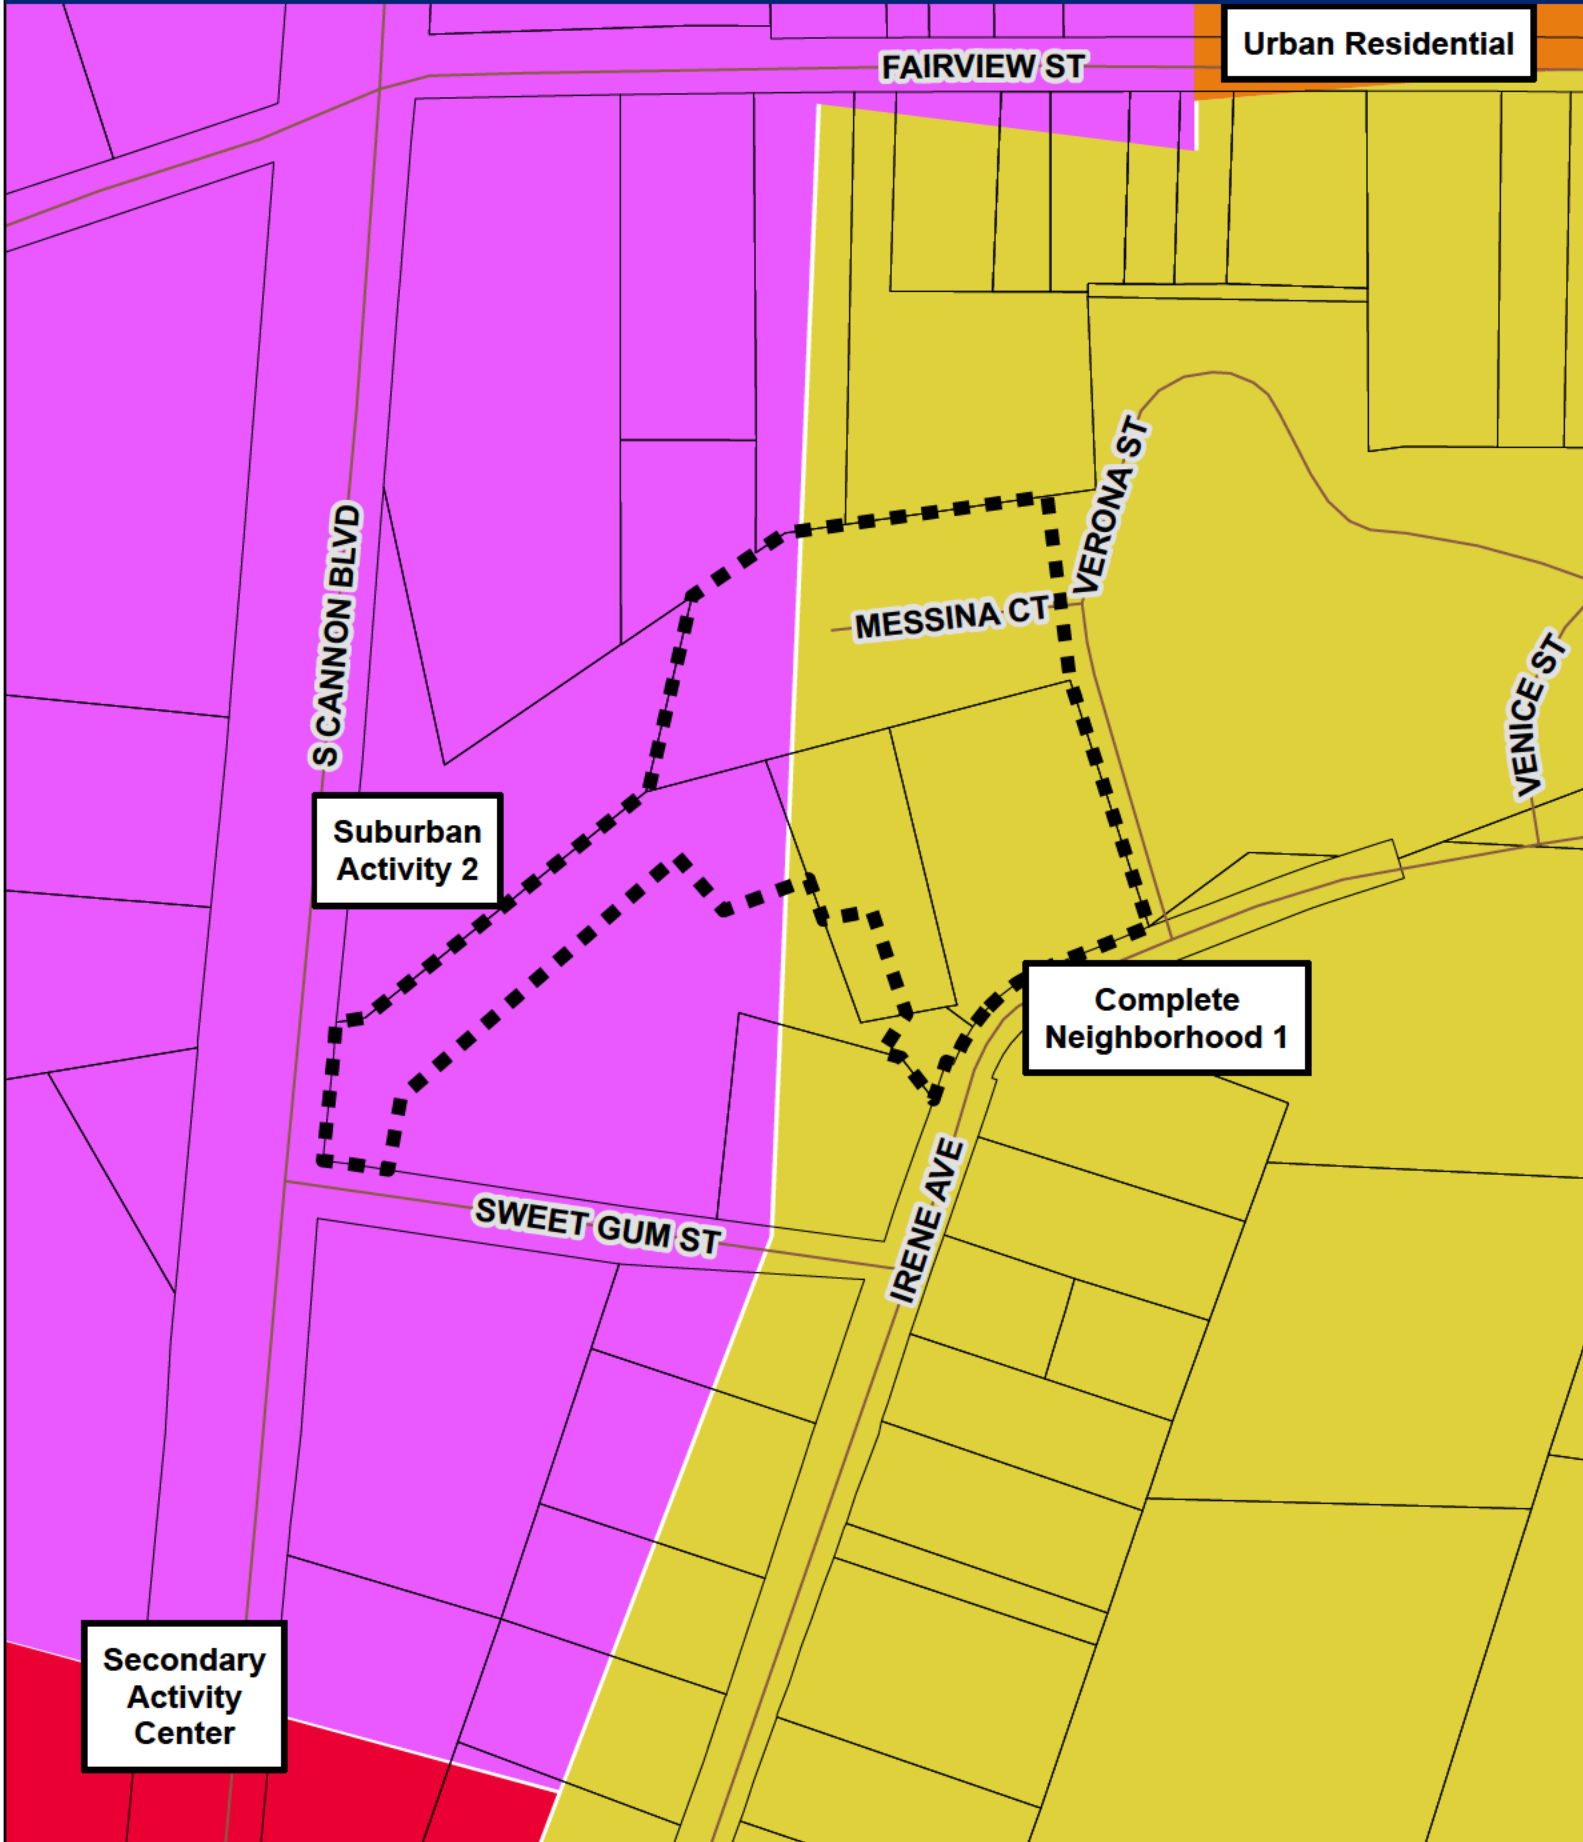 Urban Residential
FAIRVIEW ST
VERONA ST
S CANNON BLVD
MESSINA CT
VENICE ST
Suburban
Activity 2
Complete
Neighborhood 1
SWEET GUM ST
IRENE AVE
Secondary
Activity
Center